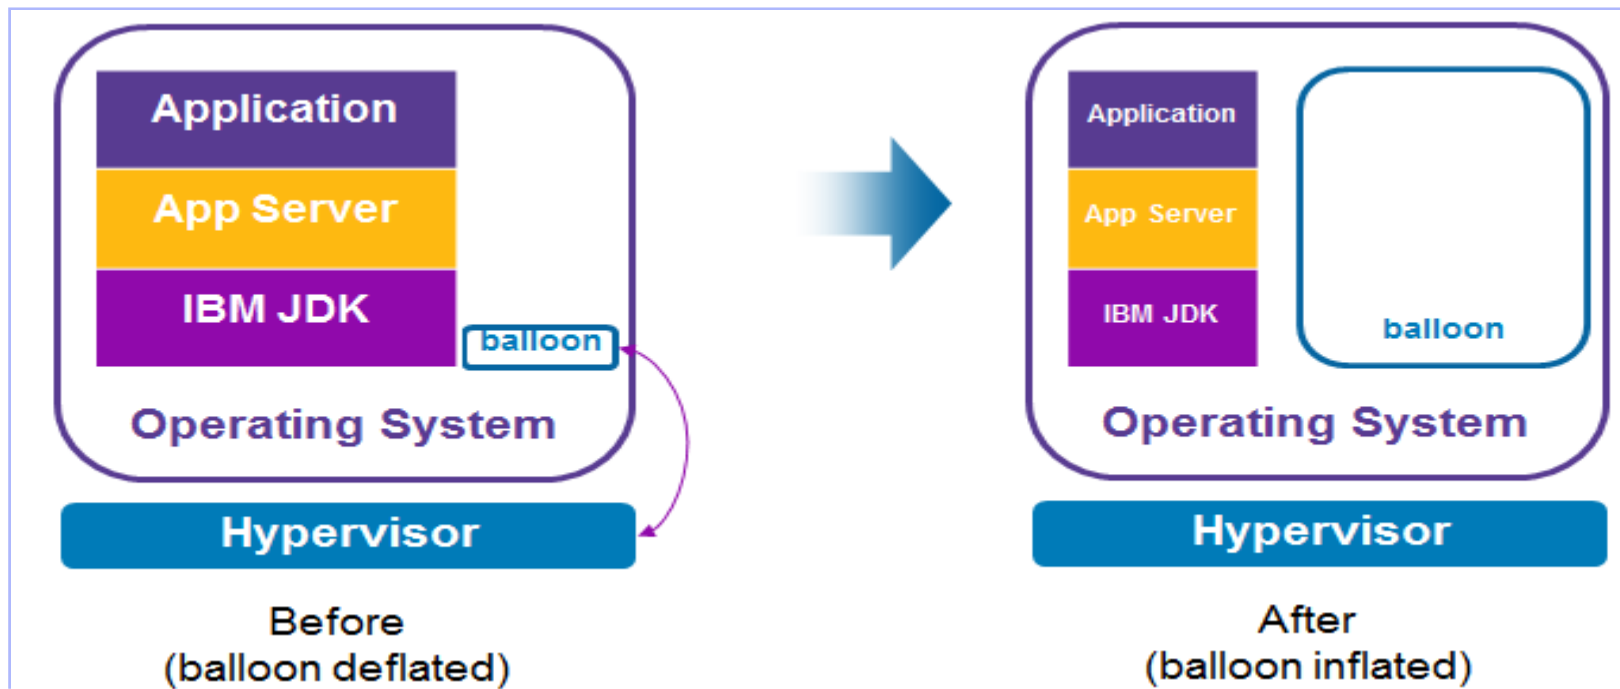 Application
App Server
IBM JDK
balloon
Operating System
Hypervisor
Before
(balloon deflated)
Application
App Server
IBM JDK
balloon
Operating System
Hypervisor
After
(balloon inflated)